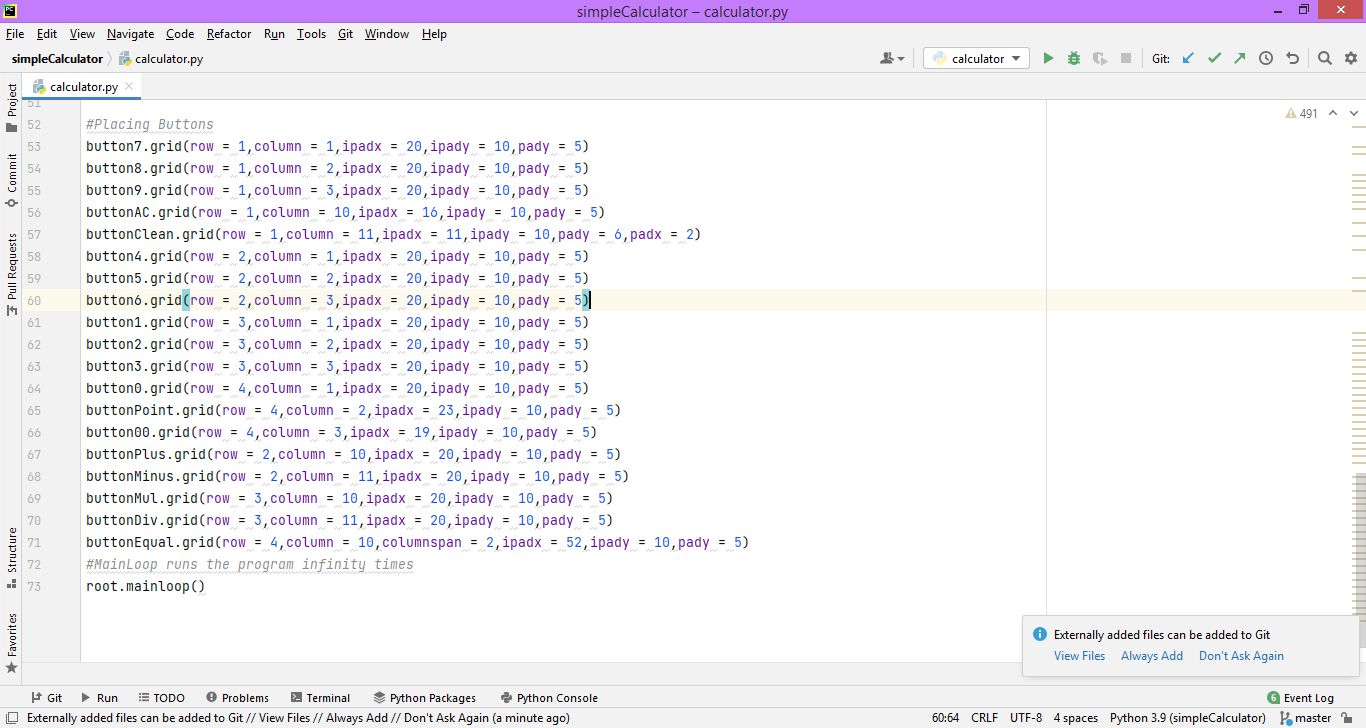 simpleCalculator – calculator.py
File Edit View Navigate Code Refactor Run Tools Git Window Help
simpleCalculator calculator.py calculator Git:
calculator.py
Project
Commit
Pull Requests
Structure
Favorites
491
51
52 #Placing Buttons
53 button7.grid(row = 1,column = 1,ipadx = 20,ipady = 10,pady = 5)
54 button8.grid(row = 1,column = 2,ipadx = 20,ipady = 10,pady = 5)
55 button9.grid(row = 1,column = 3,ipadx = 20,ipady = 10,pady = 5)
56 buttonAC.grid(row = 1,column = 10,ipadx = 16,ipady = 10,pady = 5)
57 buttonClean.grid(row = 1,column = 11,ipadx = 11,ipady = 10,pady = 6,padx = 2)
58 button4.grid(row = 2,column = 1,ipadx = 20,ipady = 10,pady = 5)
59 button5.grid(row = 2,column = 2,ipadx = 20,ipady = 10,pady = 5)
60 button6.grid(row = 2,column = 3,ipadx = 20,ipady = 10,pady = 5)
61 button1.grid(row = 3,column = 1,ipadx = 20,ipady = 10,pady = 5)
62 button2.grid(row = 3,column = 2,ipadx = 20,ipady = 10,pady = 5)
63 button3.grid(row = 3,column = 3,ipadx = 20,ipady = 10,pady = 5)
64 button0.grid(row = 4,column = 1,ipadx = 20,ipady = 10,pady = 5)
65 buttonPoint.grid(row = 4,column = 2,ipadx = 23,ipady = 10,pady = 5)
66 button00.grid(row = 4,column = 3,ipadx = 19,ipady = 10,pady = 5)
67 buttonPlus.grid(row = 2,column = 10,ipadx = 20,ipady = 10,pady = 5)
68 buttonMinus.grid(row = 2,column = 11,ipadx = 20,ipady = 10,pady = 5)
69 buttonMul.grid(row = 3,column = 10,ipadx = 20,ipady = 10,pady = 5)
70 buttonDiv.grid(row = 3,column = 11,ipadx = 20,ipady = 10,pady = 5)
71 buttonEqual.grid(row = 4,column = 10,columnspan = 2,ipadx = 52,ipady = 10,pady = 5)
72 #MainLoop runs the program infinity times
73 root.mainloop()
Externally added files can be added to Git
View Files Always Add Don't Ask Again
Git Run TODO Problems Terminal Python Packages Python Console 6 Event Log
Externally added files can be added to Git // View Files // Always Add // Don't Ask Again (a minute ago) 60:64 CRLF UTF-8 4 spaces Python 3.9 (simpleCalculator) master